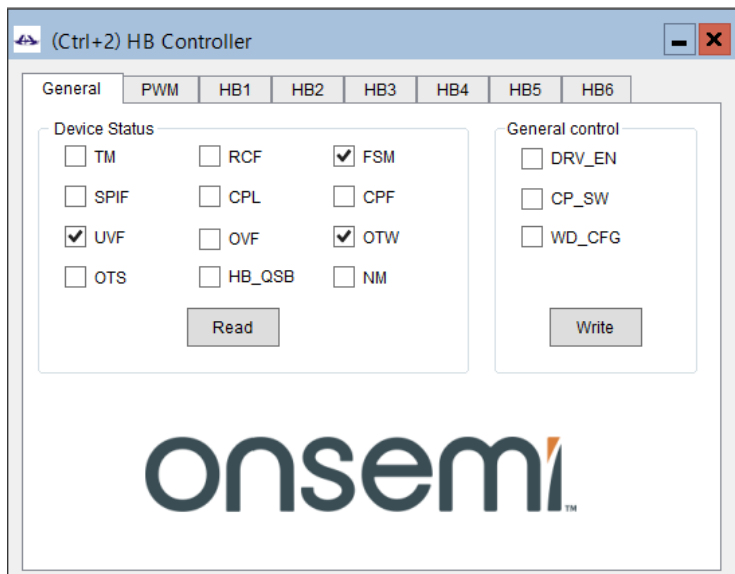 (Ctrl+2) HB Controller
General PWM HB1 HB2 HB3 HB4 HB5 HB6
Device Status
TM RCF FSM
SPIF CPL CPF
UVF OVF OTW
OTS HB_QSB NM
Read
General control
DRV_EN
CP_SW
WD_CFG
Write
onsemi™